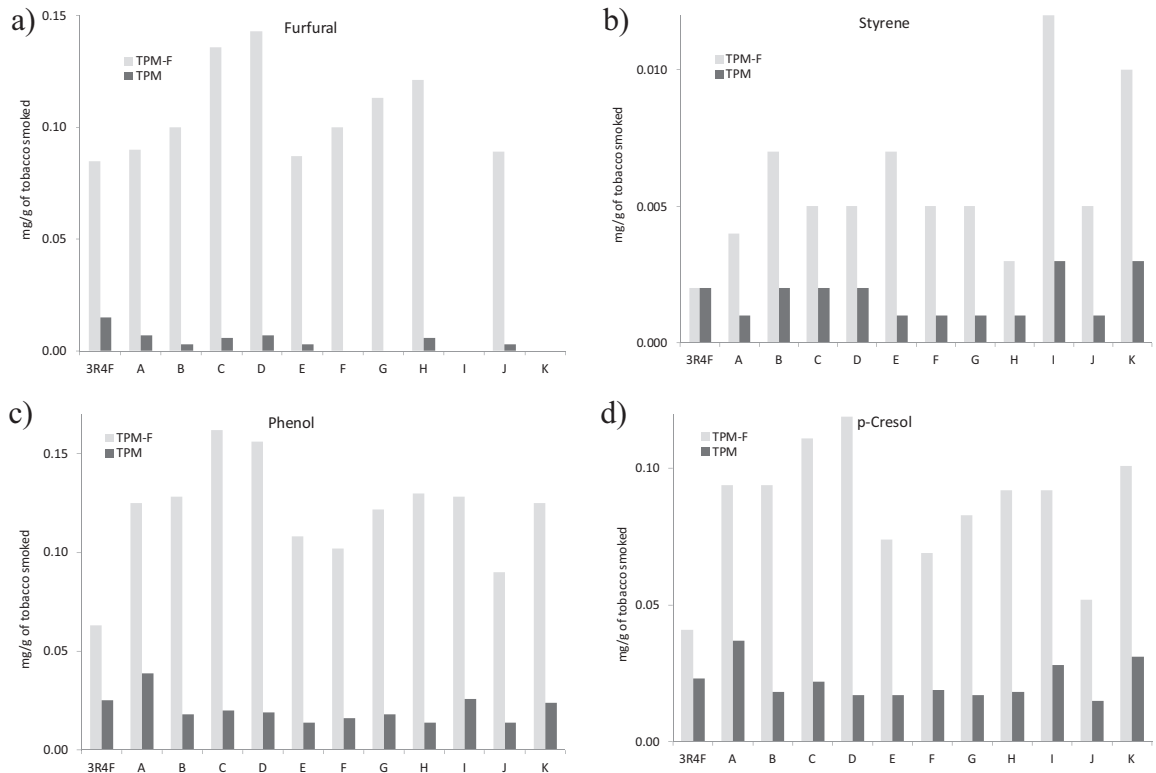 a)
Furfural
TPM-F
TPM
mg/g of tobacco smoked
0.15
0.10
0.05
0.00
3R4F A B C D E F G H I J K
b)
Styrene
TPM-F
TPM
mg/g of tobacco smoked
0.010
0.005
0.000
3R4F A B C D E F G H I J K
c)
Phenol
TPM-F
TPM
mg/g of tobacco smoked
0.15
0.10
0.05
0.00
3R4F A B C D E F G H I J K
d)
p-Cresol
TPM-F
TPM
mg/g of tobacco smoked
0.10
0.05
0.00
3R4F A B C D E F G H I J K